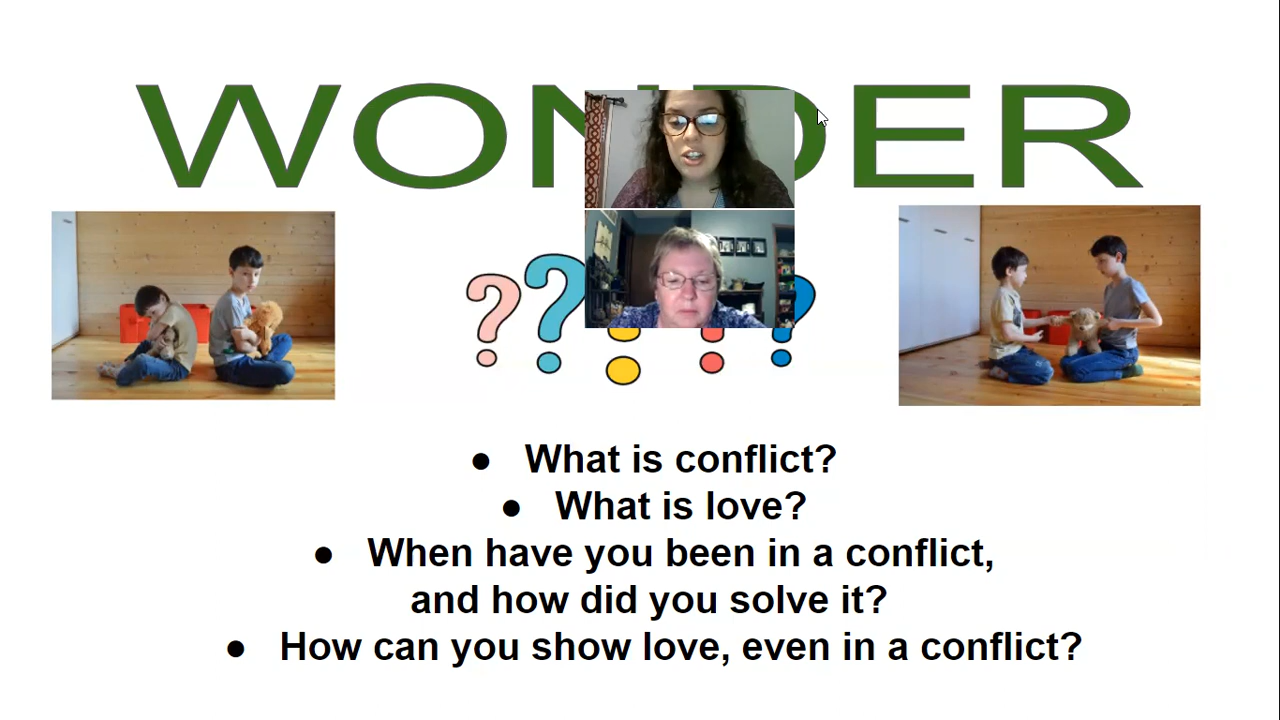 WONDER
? ? ? ? ?
● What is conflict?
● What is love?
● When have you been in a conflict,
and how did you solve it?
● How can you show love, even in a conflict?